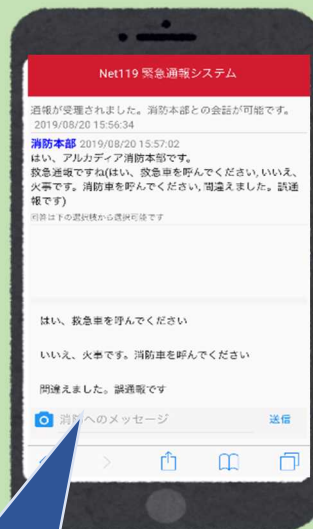 Net119 緊急通報システム
通報が受理されました。消防本部との会話が可能です。
2019/08/20 15:56:34
消防本部 2019/08/20 15:57:02
はい、アルカディア消防本部です。
救急通報ですね(はい、救急車を呼んでください, いいえ、
火事です。消防車を呼んでください, 間違えました。誤通
報です)
回答は下の選択肢から選択可能です
はい、救急車を呼んでください
いいえ、火事です。消防車を呼んでください
間違えました。誤通報です
消防へのメッセージ
送信